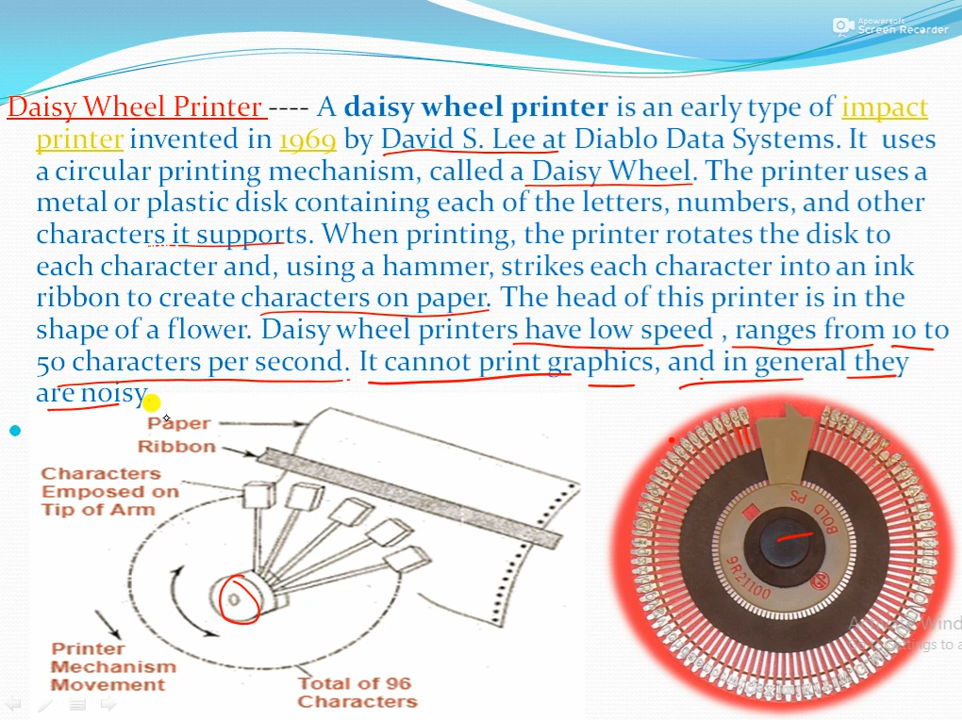 Apowersoft
Screen Recorder
Daisy Wheel Printer ---- A daisy wheel printer is an early type of impact
printer invented in 1969 by David S. Lee at Diablo Data Systems. It uses
a circular printing mechanism, called a Daisy Wheel. The printer uses a
metal or plastic disk containing each of the letters, numbers, and other
characters it supports. When printing, the printer rotates the disk to
each character and, using a hammer, strikes each character into an ink
ribbon to create characters on paper. The head of this printer is in the
shape of a flower. Daisy wheel printers have low speed , ranges from 10 to
50 characters per second. It cannot print graphics, and in general they
are noisy.
Paper
Ribbon
Characters
Emposed on
Tip of Arm
Printer
Mechanism
Movement
Total of 96
Characters
PS
BOLD
9R21100